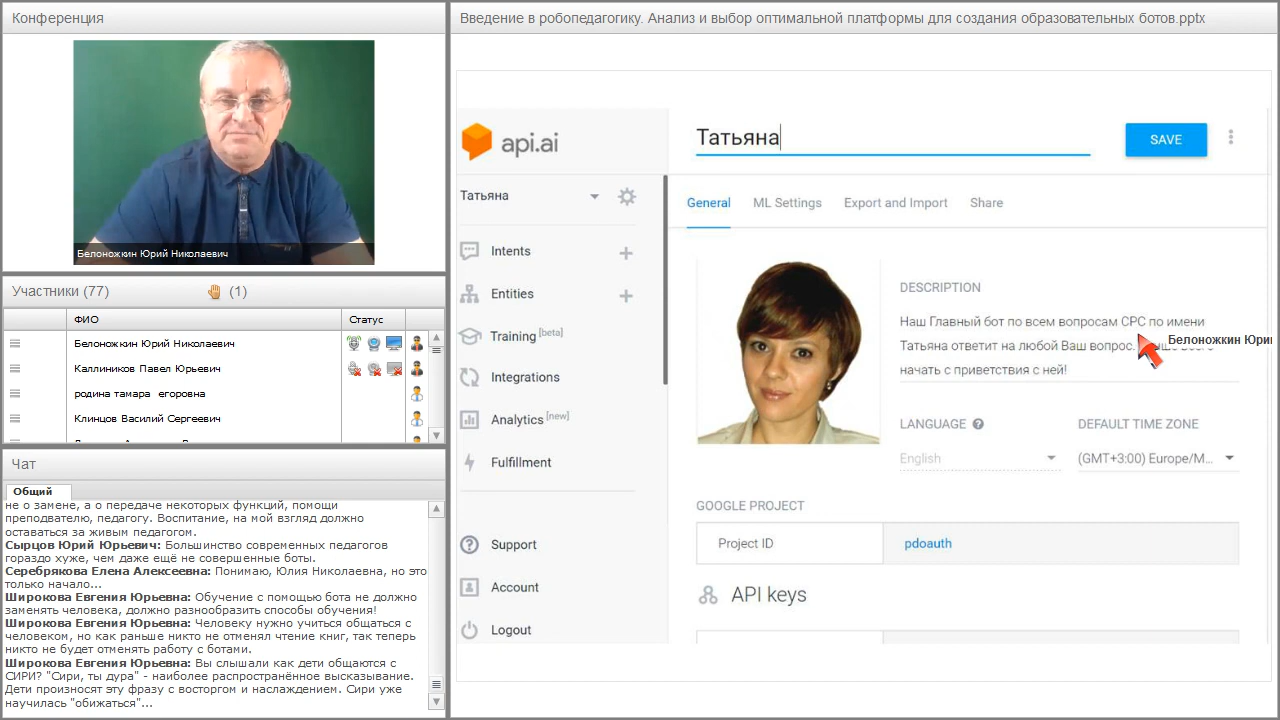 Конференция
Белоножкин Юрий Николаевич
Участники (77)
(1)
ФИО
Статус
Белоножкин Юрий Николаевич
Каллиников Павел Юрьевич
родина тамара егоровна
Клинцов Василий Сергеевич
Чат
Общий
не о замене, а о передаче некоторых функций, помощи
преподавателю, педагогу. Воспитание, на мой взгляд должно
оставаться за живым педагогом.
Сырцов Юрий Юрьевич: Большинство современных педагогов
гораздо хуже, чем даже ещё не совершенные боты.
Серебрякова Елена Алексеевна: Понимаю, Юлия Николаевна, но это
только начало...
Широкова Евгения Юрьевна: Обучение с помощью бота не должно
заменять человека, должно разнообразить способы обучения!
Широкова Евгения Юрьевна: Человеку нужно учиться общаться с
человеком, но как раньше никто не отменял чтение книг, так теперь
никто не будет отменять работу с ботами.
Широкова Евгения Юрьевна: Вы слышали как дети общаются с
СИРИ? "Сири, ты дура" - наиболее распространённое высказывание.
Дети произносят эту фразу с восторгом и наслаждением. Сири уже
научилась "обижаться"...
Введение в робопедагогику. Анализ и выбор оптимальной платформы для создания образовательных ботов.pptx
api.ai
Татьяна
SAVE
Татьяна
General
ML Settings
Export and Import
Share
Intents
Entities
Training [beta]
Integrations
Analytics [new]
Fulfillment
Support
Account
Logout
DESCRIPTION
Наш Главный бот по всем вопросам СРС по имени
Татьяна ответит на любой Ваш вопрос.
начать с приветствия с ней!
Белоножкин Юри
LANGUAGE
DEFAULT TIME ZONE
English
(GMT+3:00) Europe/M...
GOOGLE PROJECT
Project ID
pdoauth
API keys